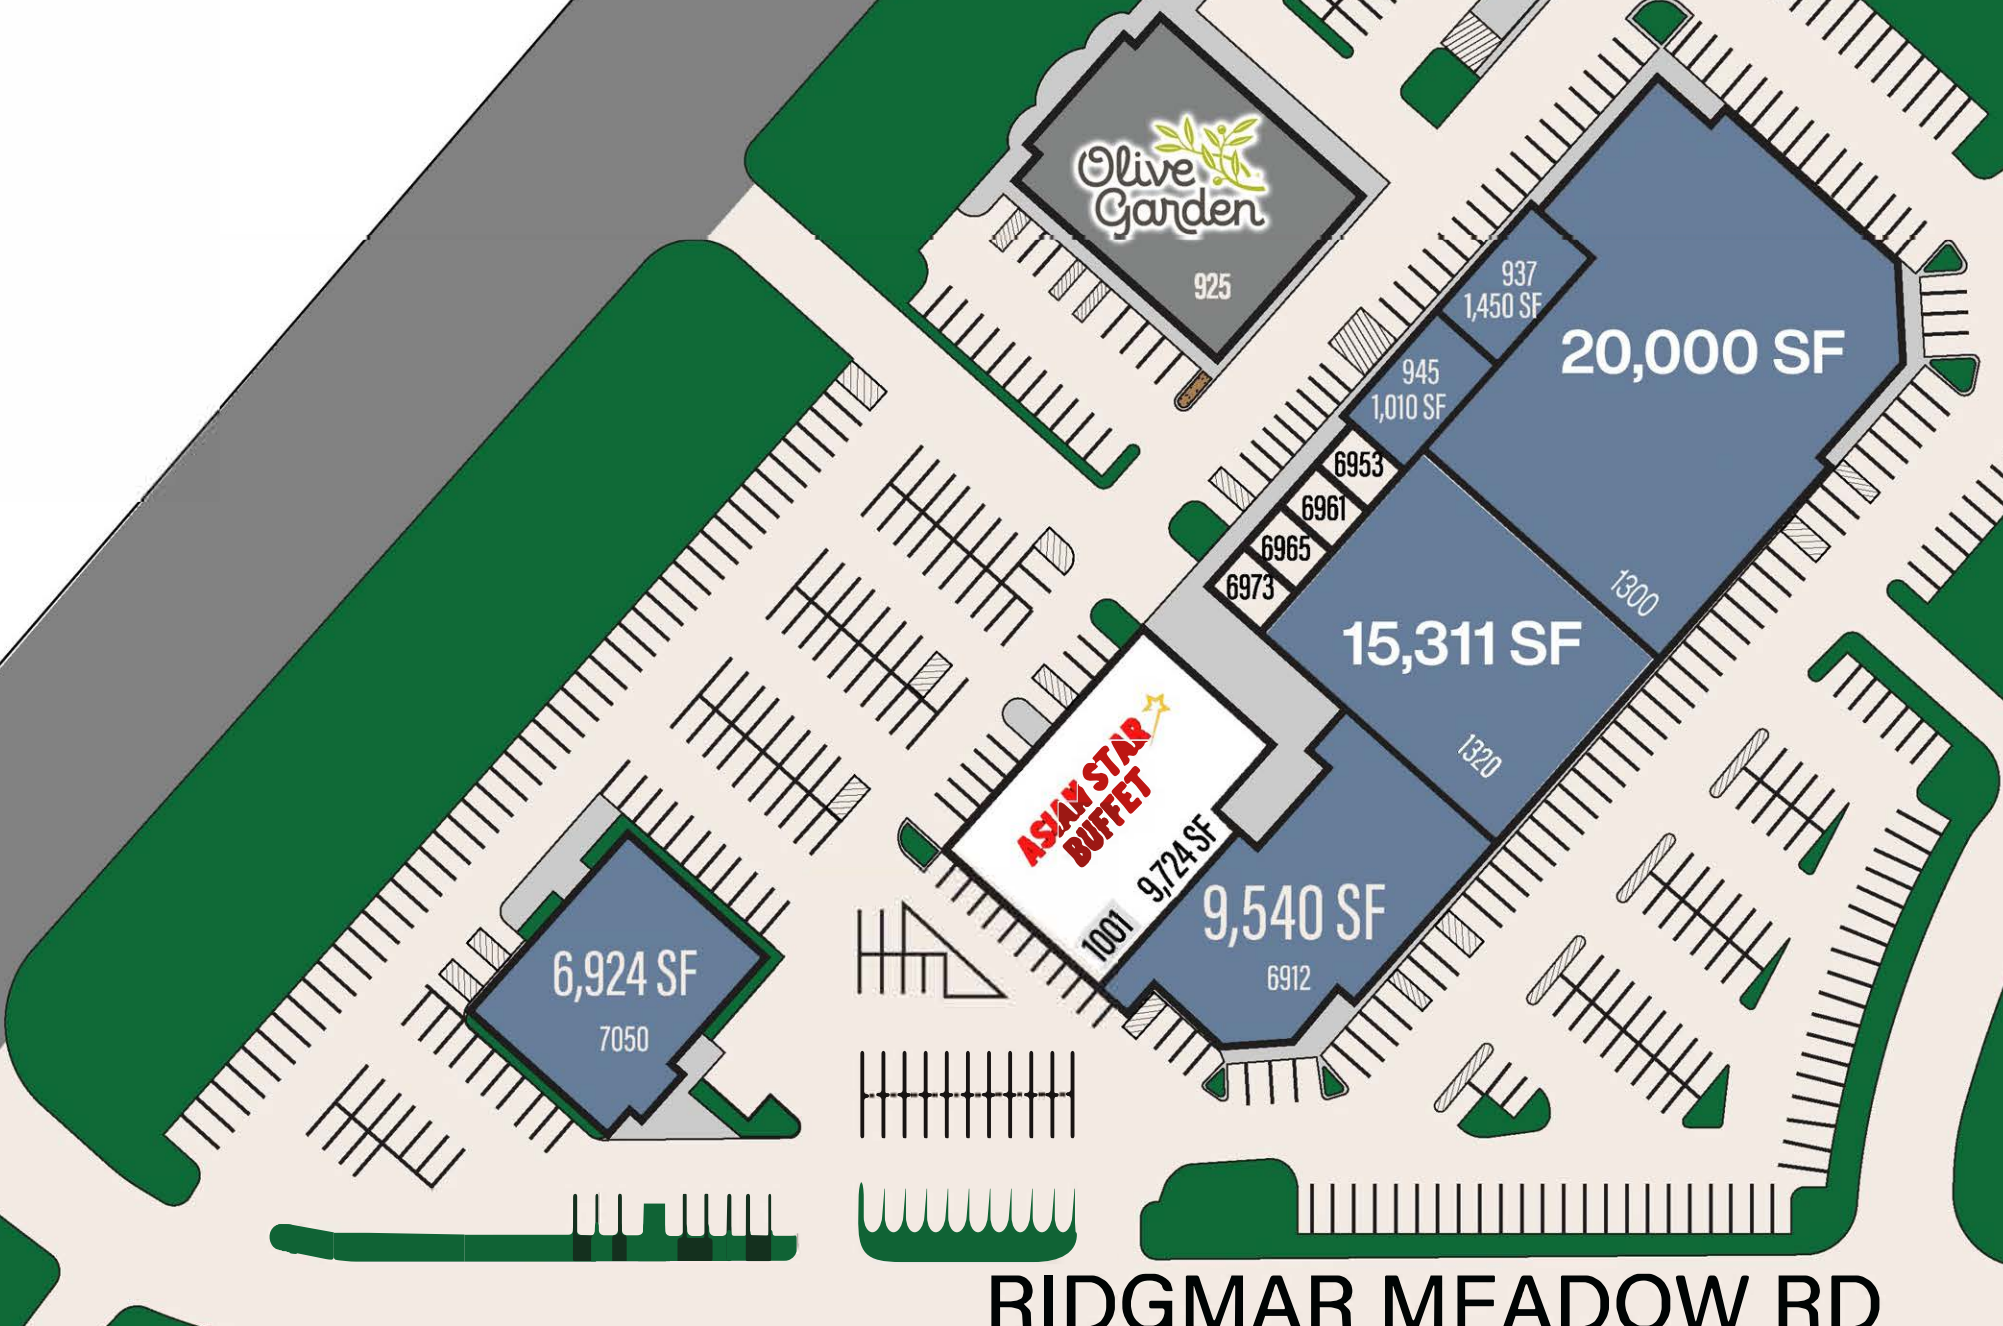 Olive
Garden
925
937
1,450 SF
20,000 SF
945
1,010 SF
6953
6961
6965
6973
1300
15,311 SF
1320
ASIAN STAR
BUFFET
9,724 SF
1001
9,540 SF
6912
6,924 SF
7050
RIDGMAR MEADOW RD